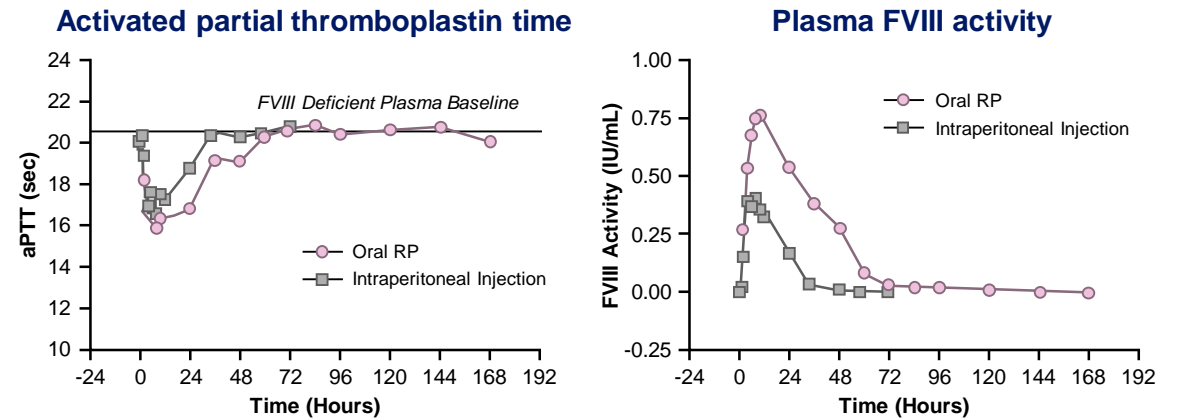 Activated partial thromboplastin time
24
22
20
18
16
14
12
10
aPTT (sec)
FVIII Deficient Plasma Baseline
Oral RP
Intraperitoneal Injection
-24 0 24 48 72 96 120 144 168 192
Time (Hours)
Plasma FVIII activity
1.00
0.75
0.50
0.25
0.00
-0.25
FVIII Activity (IU/mL)
Oral RP
Intraperitoneal Injection
-24 0 24 48 72 96 120 144 168 192
Time (Hours)